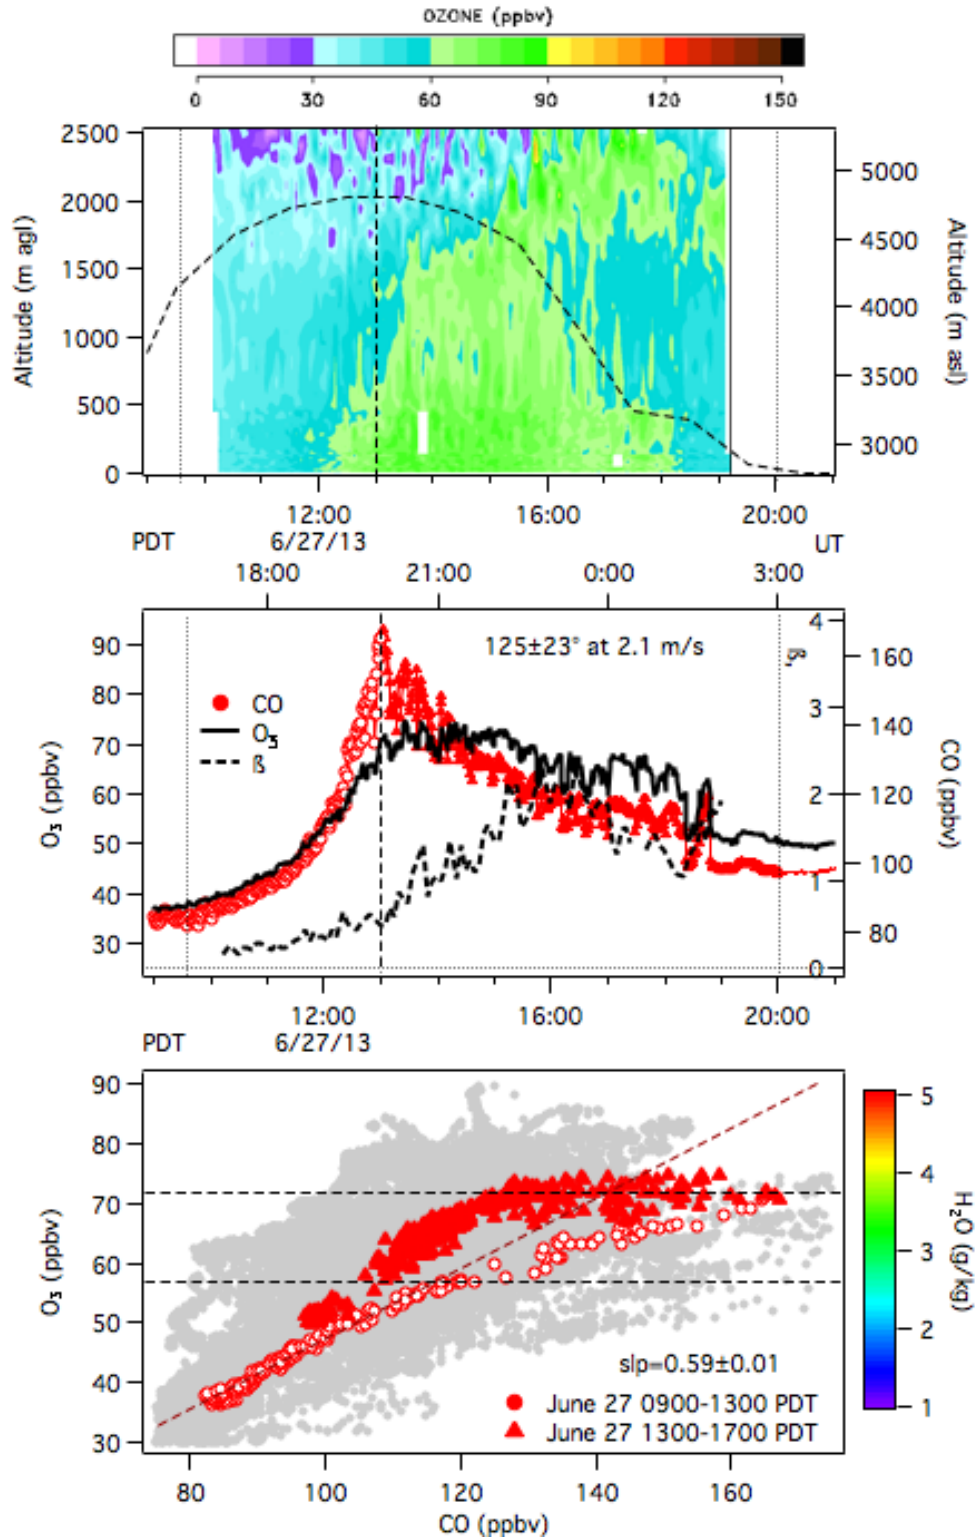 OZONE (ppbv)
0 30 60 90 120 150
Altitude (m agl)
2500
2000
1500
1000
500
0
5000
4500
4000
3500
3000
Altitude (m asl)
12:00 16:00 20:00
PDT 6/27/13 UT
18:00 21:00 0:00 3:00
O₃ (ppbv)
90
80
70
60
50
40
30
125±23° at 2.1 m/s
CO
O₃
ß
4
3
2
1
0
160
140
120
100
80
CO (ppbv)
12:00 16:00 20:00
PDT 6/27/13
O₃ (ppbv)
90
80
70
60
50
40
30
slp=0.59±0.01
June 27 0900-1300 PDT
June 27 1300-1700 PDT
80 100 120 140 160
CO (ppbv)
5
4
3
2
1
H₂O (g/kg)